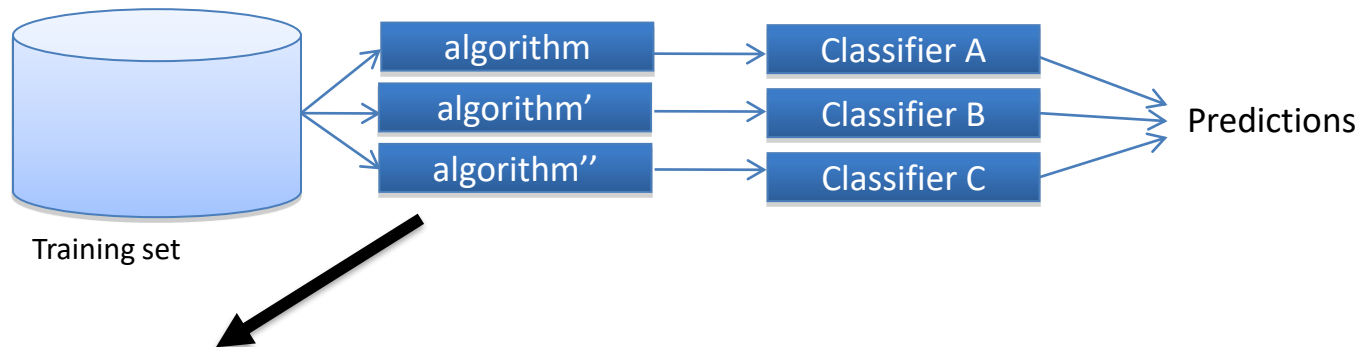 algorithm
Classifier A
algorithm’
Classifier B
Predictions
algorithm’’
Classifier C
Training set